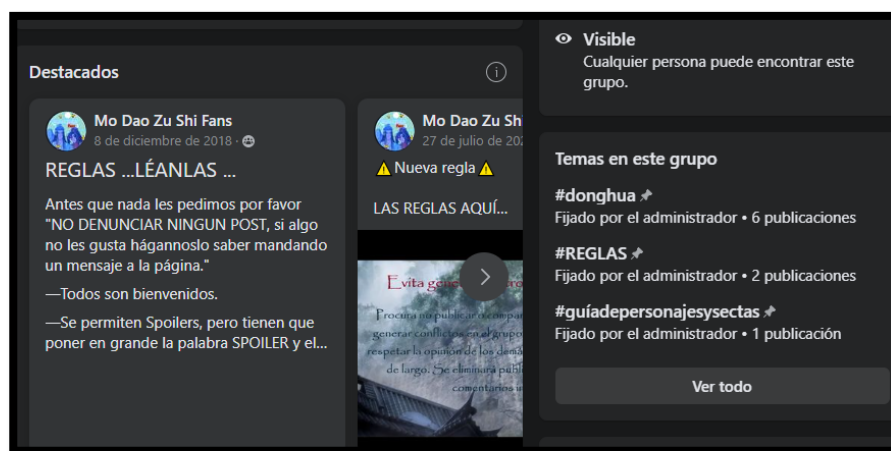 Destacados
Mo Dao Zu Shi Fans
8 de diciembre de 2018
REGLAS ...LÉANLAS ...
Antes que nada les pedimos por favor
"NO DENUNCIAR NINGUN POST, si algo
no les gusta hágannoslo saber mandando
un mensaje a la página."
—Todos son bienvenidos.
—Se permiten Spoilers, pero tienen que
poner en grande la palabra SPOILER y el...
Mo Dao Zu Sh
27 de julio de 20
Nueva regla
LAS REGLAS AQUÍ...
Evita
Procura no publicar
generar conflictos en el grupo
respetar la opinión de los
de largo. Se eliminará
comentarios
Visible
Cualquier persona puede encontrar este
grupo.
Temas en este grupo
#donghua
Fijado por el administrador • 6 publicaciones
#REGLAS
Fijado por el administrador • 2 publicaciones
#guíadepersonajesysectas
Fijado por el administrador • 1 publicación
Ver todo